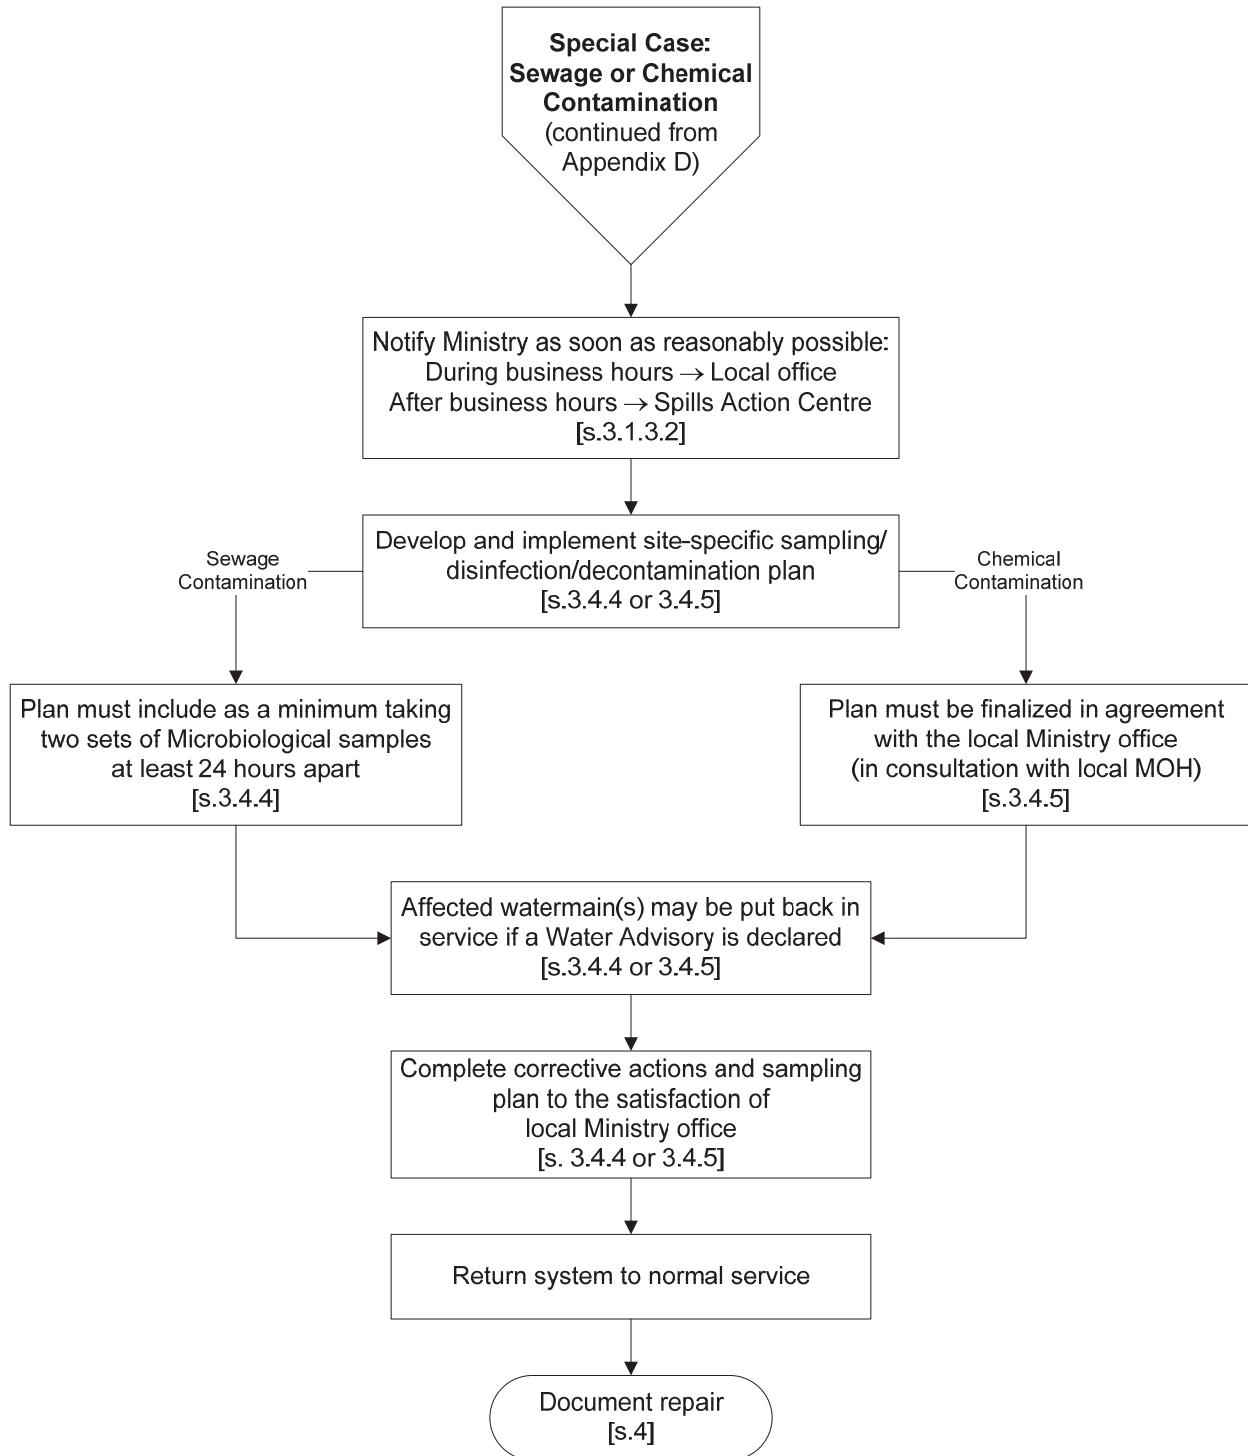 Special Case:
Sewage or Chemical
Contamination
(continued from
Appendix D)
Notify Ministry as soon as reasonably possible:
During business hours → Local office
After business hours → Spills Action Centre
[s.3.1.3.2]
Develop and implement site-specific sampling/
disinfection/decontamination plan
[s.3.4.4 or 3.4.5]
Sewage
Contamination
Chemical
Contamination
Plan must include as a minimum taking
two sets of Microbiological samples
at least 24 hours apart
[s.3.4.4]
Plan must be finalized in agreement
with the local Ministry office
(in consultation with local MOH)
[s.3.4.5]
Affected watermain(s) may be put back in
service if a Water Advisory is declared
[s.3.4.4 or 3.4.5]
Complete corrective actions and sampling
plan to the satisfaction of
local Ministry office
[s. 3.4.4 or 3.4.5]
Return system to normal service
Document repair
[s.4]